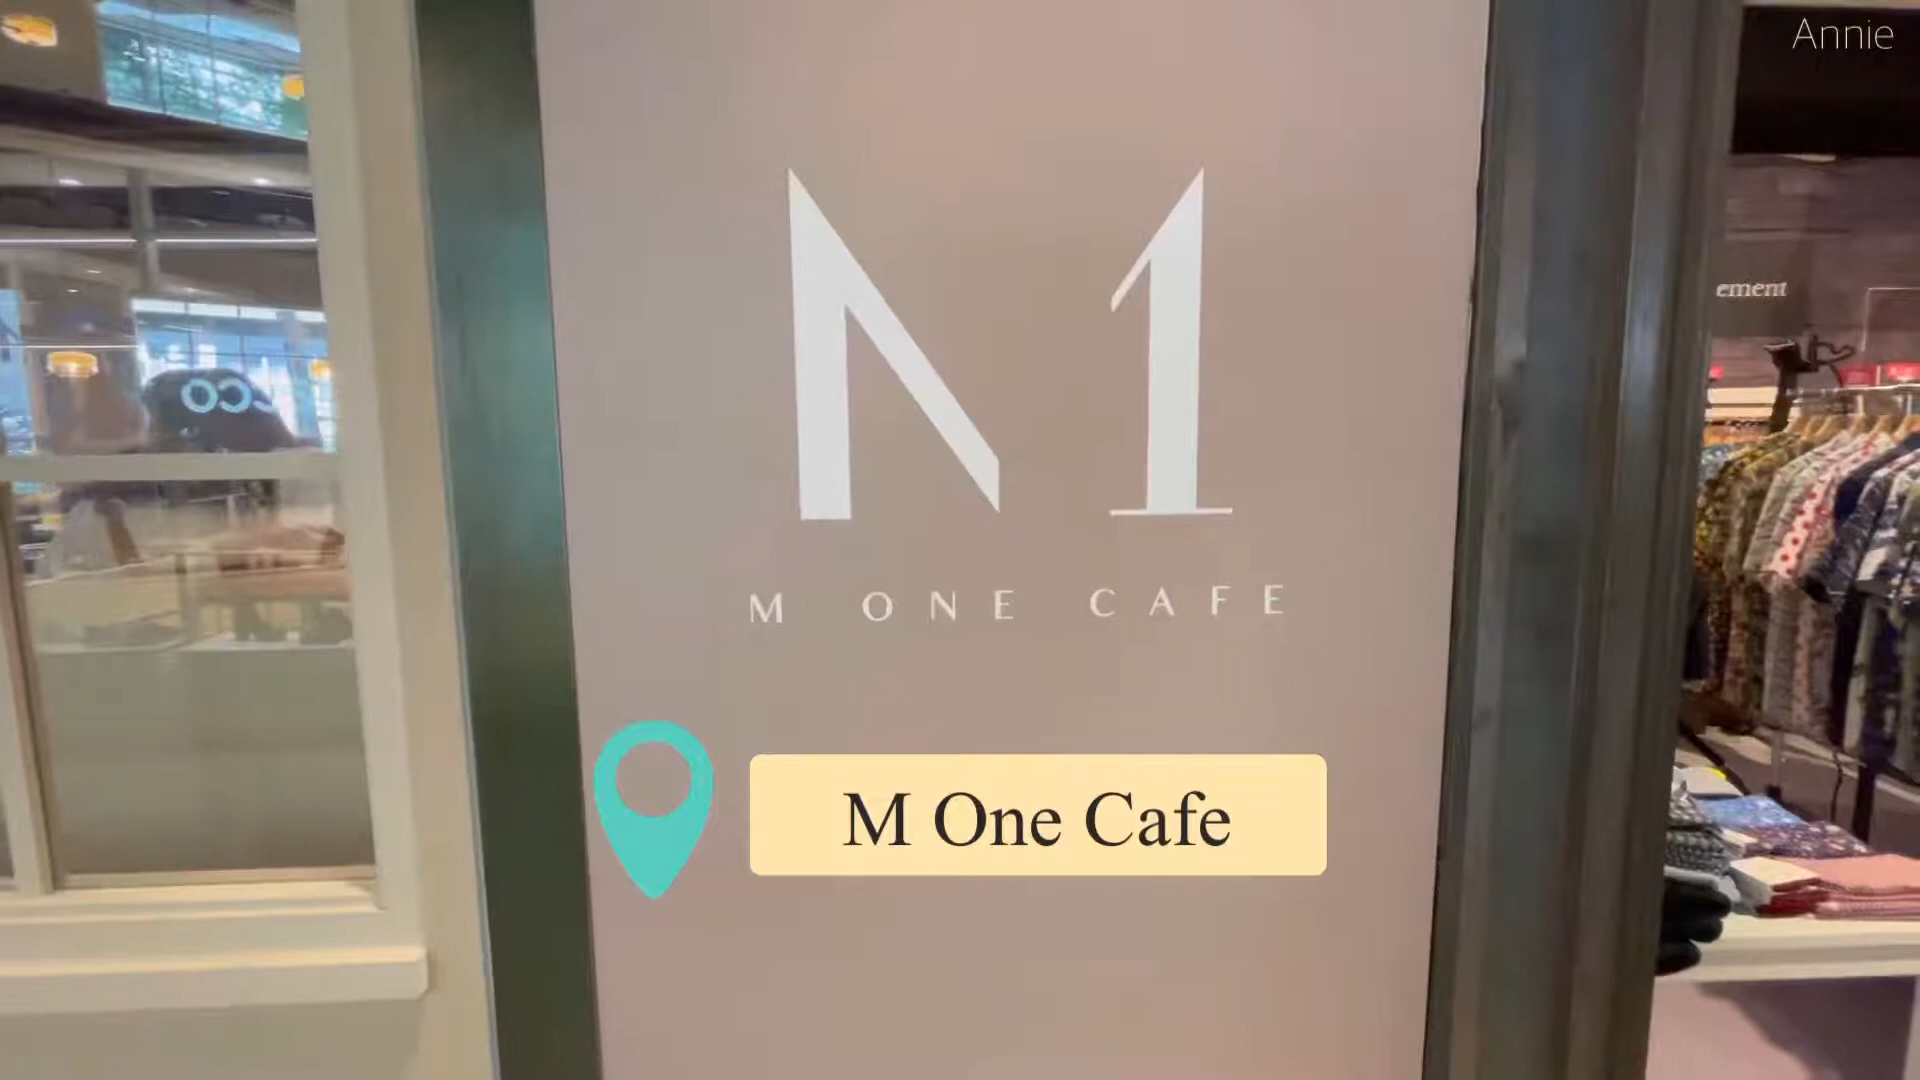 Annie
M1
M ONE CAFE
ement
M One Cafe